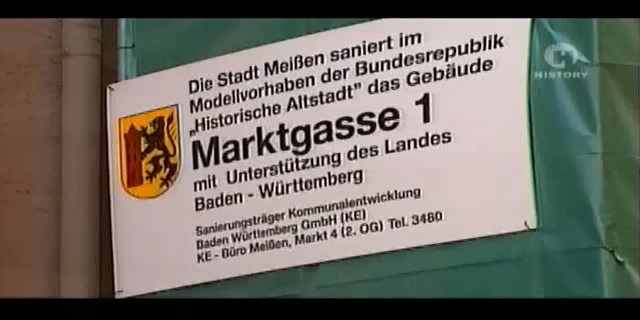 Die Stadt Meißen saniert im
Modellvorhaben der Bundesrepublik
„Historische Altstadt" das Gebäude
Marktgasse 1
mit Unterstützung des Landes
Baden - Württemberg
Sanierungsträger Kommunalentwicklung
Baden Württemberg GmbH (KE)
KE - Büro Meißen, Markt 4 (2. OG) Tel. 3480
HISTORY